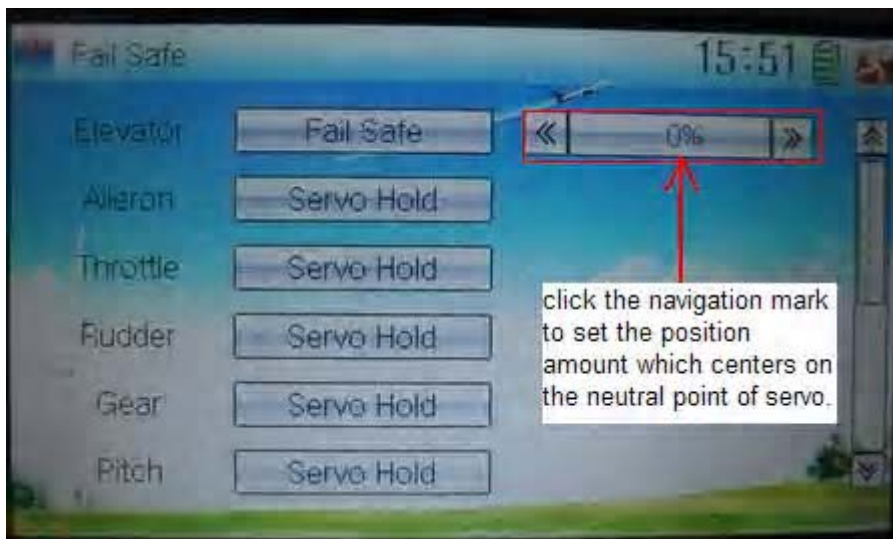 Fail Safe 15:51
Elevator Fail Safe « 0% »
Aileron Servo Hold
Throttle Servo Hold
click the navigation mark
Rudder Servo Hold
to set the position
amount which centers on
Gear Servo Hold
the neutral point of servo.
Pitch Servo Hold